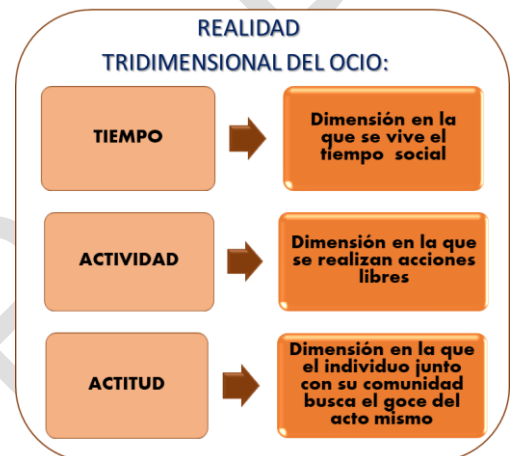 REALIDAD
TRIDIMENSIONAL DEL OCIO:
TIEMPO
Dimensión en la
que se vive el
tiempo social
ACTIVIDAD
Dimensión en la que
se realizan acciones
libres
ACTITUD
Dimensión en la que
el individuo junto
con su comunidad
busca el goce del
acto mismo